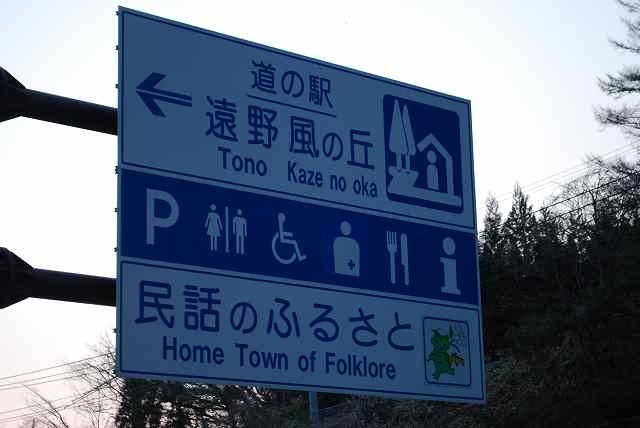 道の駅
遠野 風の丘
Tono Kaze no oka
P
i
民話のふるさと
Home Town of Folklore